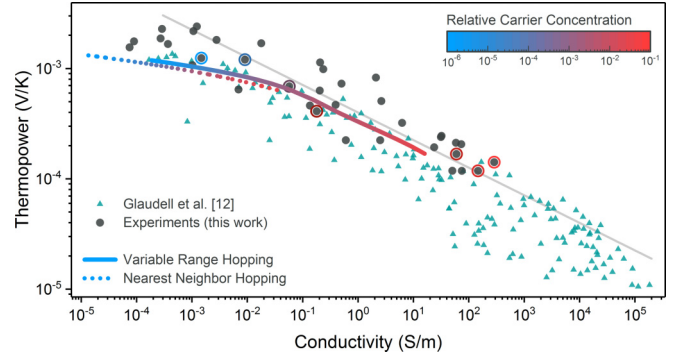 Relative Carrier Concentration
10⁻⁶ 10⁻⁵ 10⁻⁴ 10⁻³ 10⁻² 10⁻¹
Thermopower (V/K)
10⁻³
10⁻⁴
10⁻⁵
Glaudell et al. [12]
Experiments (this work)
Variable Range Hopping
Nearest Neighbor Hopping
10⁻⁵ 10⁻⁴ 10⁻³ 10⁻² 10⁻¹ 10⁰ 10¹ 10² 10³ 10⁴ 10⁵
Conductivity (S/m)